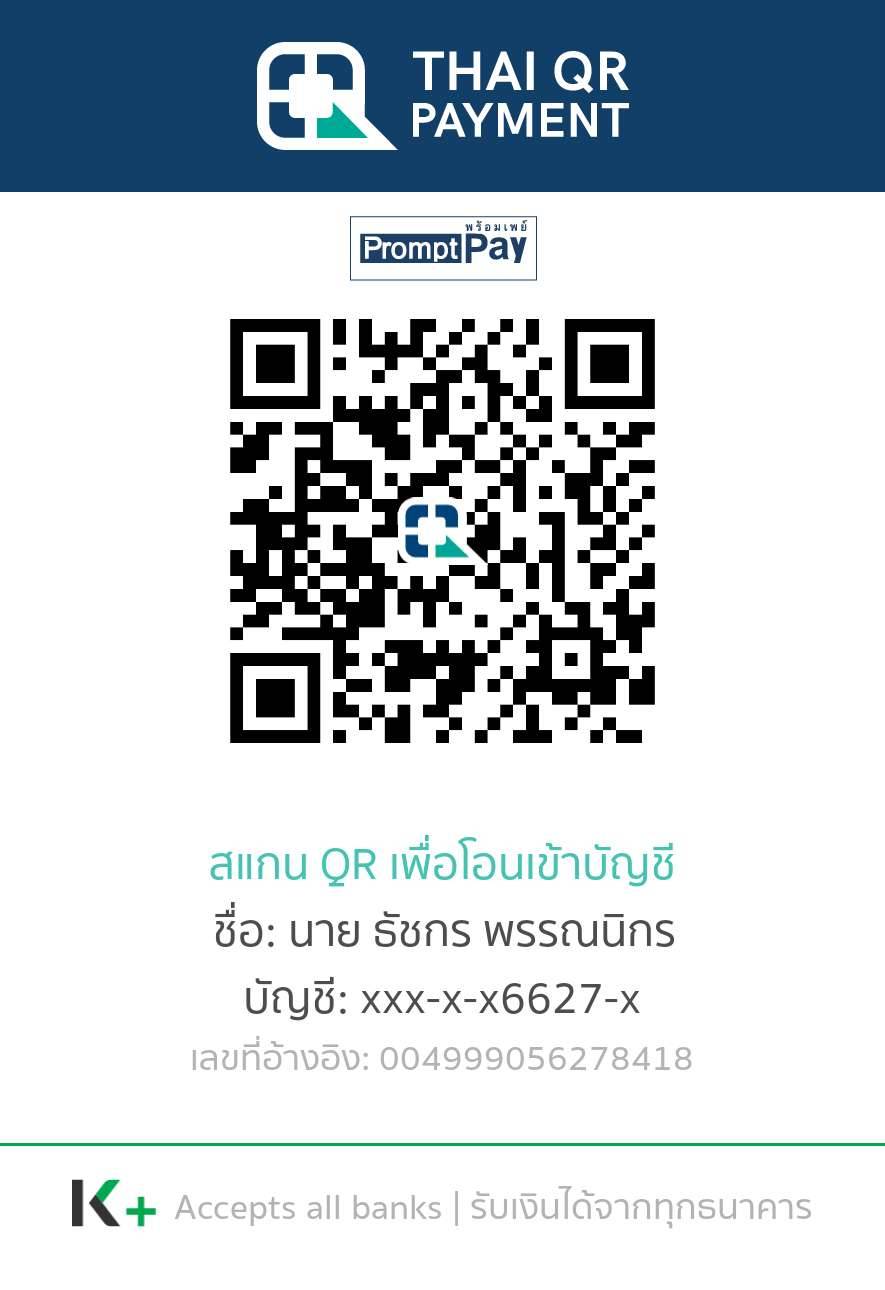 THAI QR
PAYMENT
พร้อมเพย์
PromptPay
สแกน QR เพื่อโอนเข้าบัญชี
ชื่อ: นาย ธัชกร พรรณนิกร
บัญชี: xxx-x-x6627-x
เลขที่อ้างอิง: 004999056278418
K+ Accepts all banks | รับเงินได้จากทุกธนาคาร